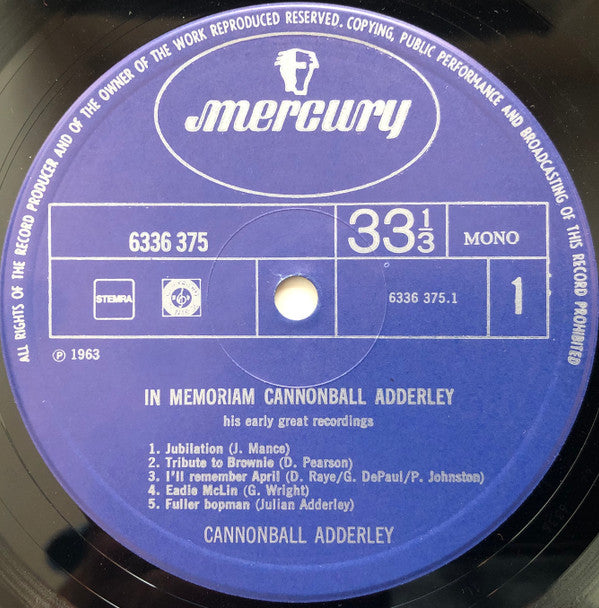 ALL RIGHTS OF THE RECORD PRODUCER AND OF THE OWNER OF THE WORK REPRODUCED RESERVED. COPYING, PUBLIC PERFORMANCE AND BROADCASTING OF THIS RECORD PROHIBITED
mercury
6336 375
33 1/3
MONO
STEMRA
6336 375.1
1
℗ 1963
IN MEMORIAM CANNONBALL ADDERLEY
his early great recordings
1. Jubilation (J. Mance)
2. Tribute to Brownie (D. Pearson)
3. I'll remember April (D. Raye/G. DePaul/P. Johnston)
4. Eadie McLin (G. Wright)
5. Fuller bopman (Julian Adderley)
CANNONBALL ADDERLEY